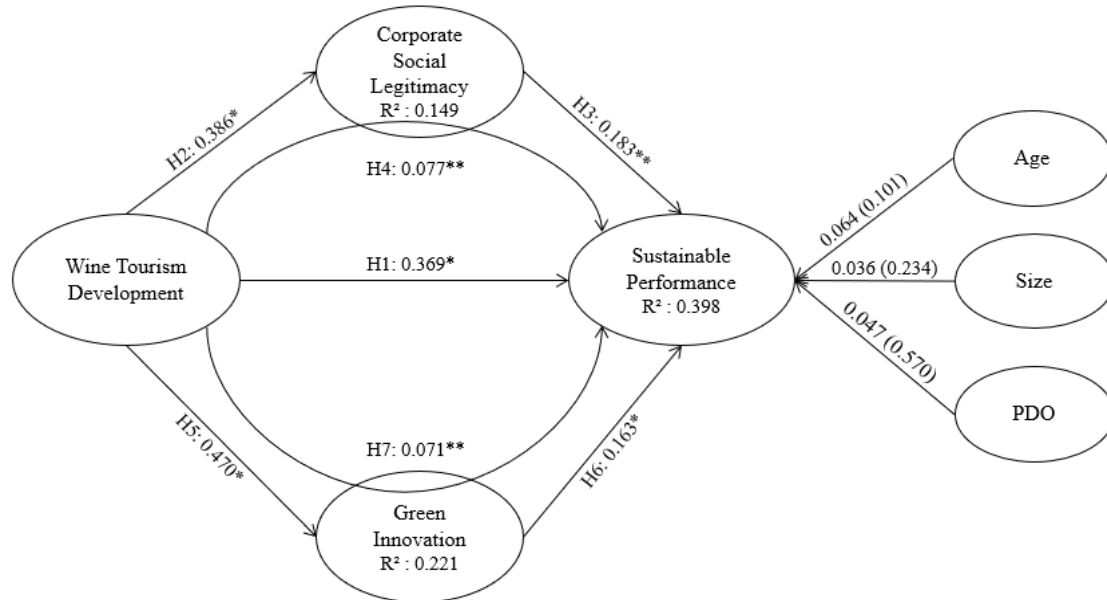 Corporate
Social
Legitimacy
R² : 0.149
H2: 0.386*
H3: 0.183**
H4: 0.077**
Wine Tourism
Development
H1: 0.369*
Sustainable
Performance
R² : 0.398
H5: 0.470*
H7: 0.071**
H6: 0.163*
Green
Innovation
R² : 0.221
0.064 (0.101)
Age
0.036 (0.234)
Size
0.047 (0.570)
PDO